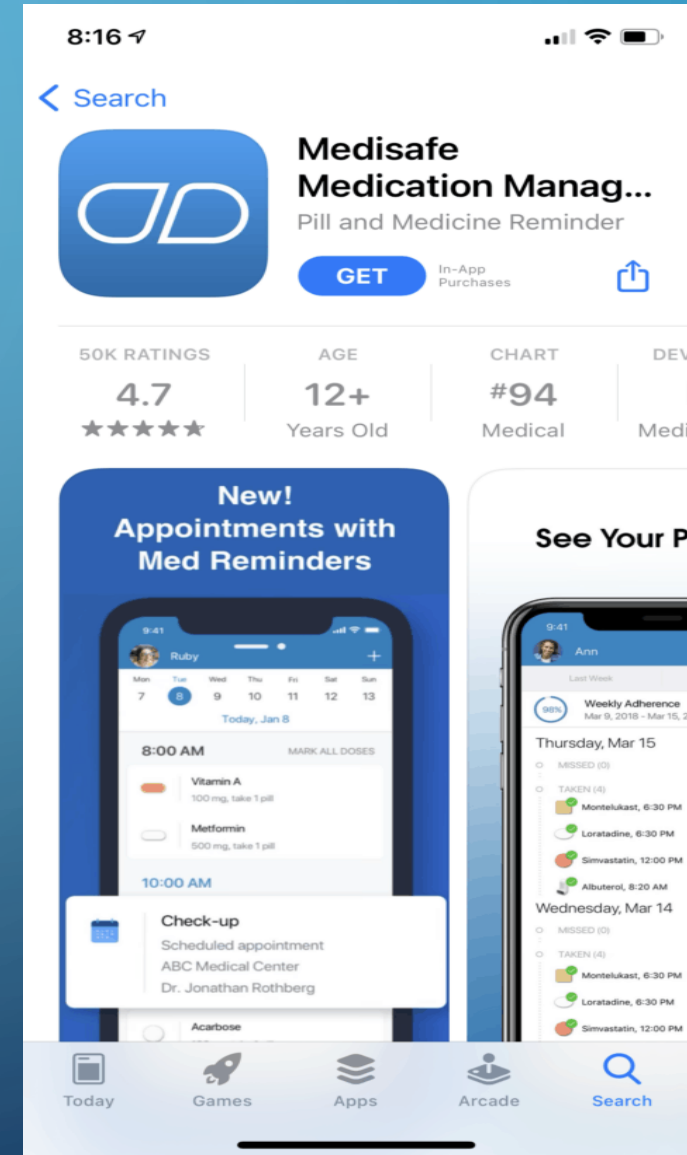 8:16
Search
Medisafe
Medication Manag...
Pill and Medicine Reminder
GET
In-App
Purchases
50K RATINGS
4.7
AGE
12+
Years Old
CHART
#94
Medical
New!
Appointments with
Med Reminders
9:41
Ruby
Mon Tue Wed Thu Fri Sat Sun
7 8 9 10 11 12 13
Today, Jan 8
8:00 AM MARK ALL DOSES
Vitamin A
100 mg, take 1 pill
Metformin
500 mg, take 1 pill
10:00 AM
Check-up
Scheduled appointment
ABC Medical Center
Dr. Jonathan Rothberg
Acarbose
See Your P
9:41
Ann
Last Week
98%
Weekly Adherence
Mar 9, 2018 - Mar 15, 2
Thursday, Mar 15
MISSED (0)
TAKEN (4)
Montelukast, 6:30 PM
Loratadine, 6:30 PM
Simvastatin, 12:00 PM
Albuterol, 8:20 AM
Wednesday, Mar 14
MISSED (0)
TAKEN (4)
Montelukast, 6:30 PM
Loratadine, 6:30 PM
Simvastatin, 12:00 PM
Today Games Apps Arcade Search